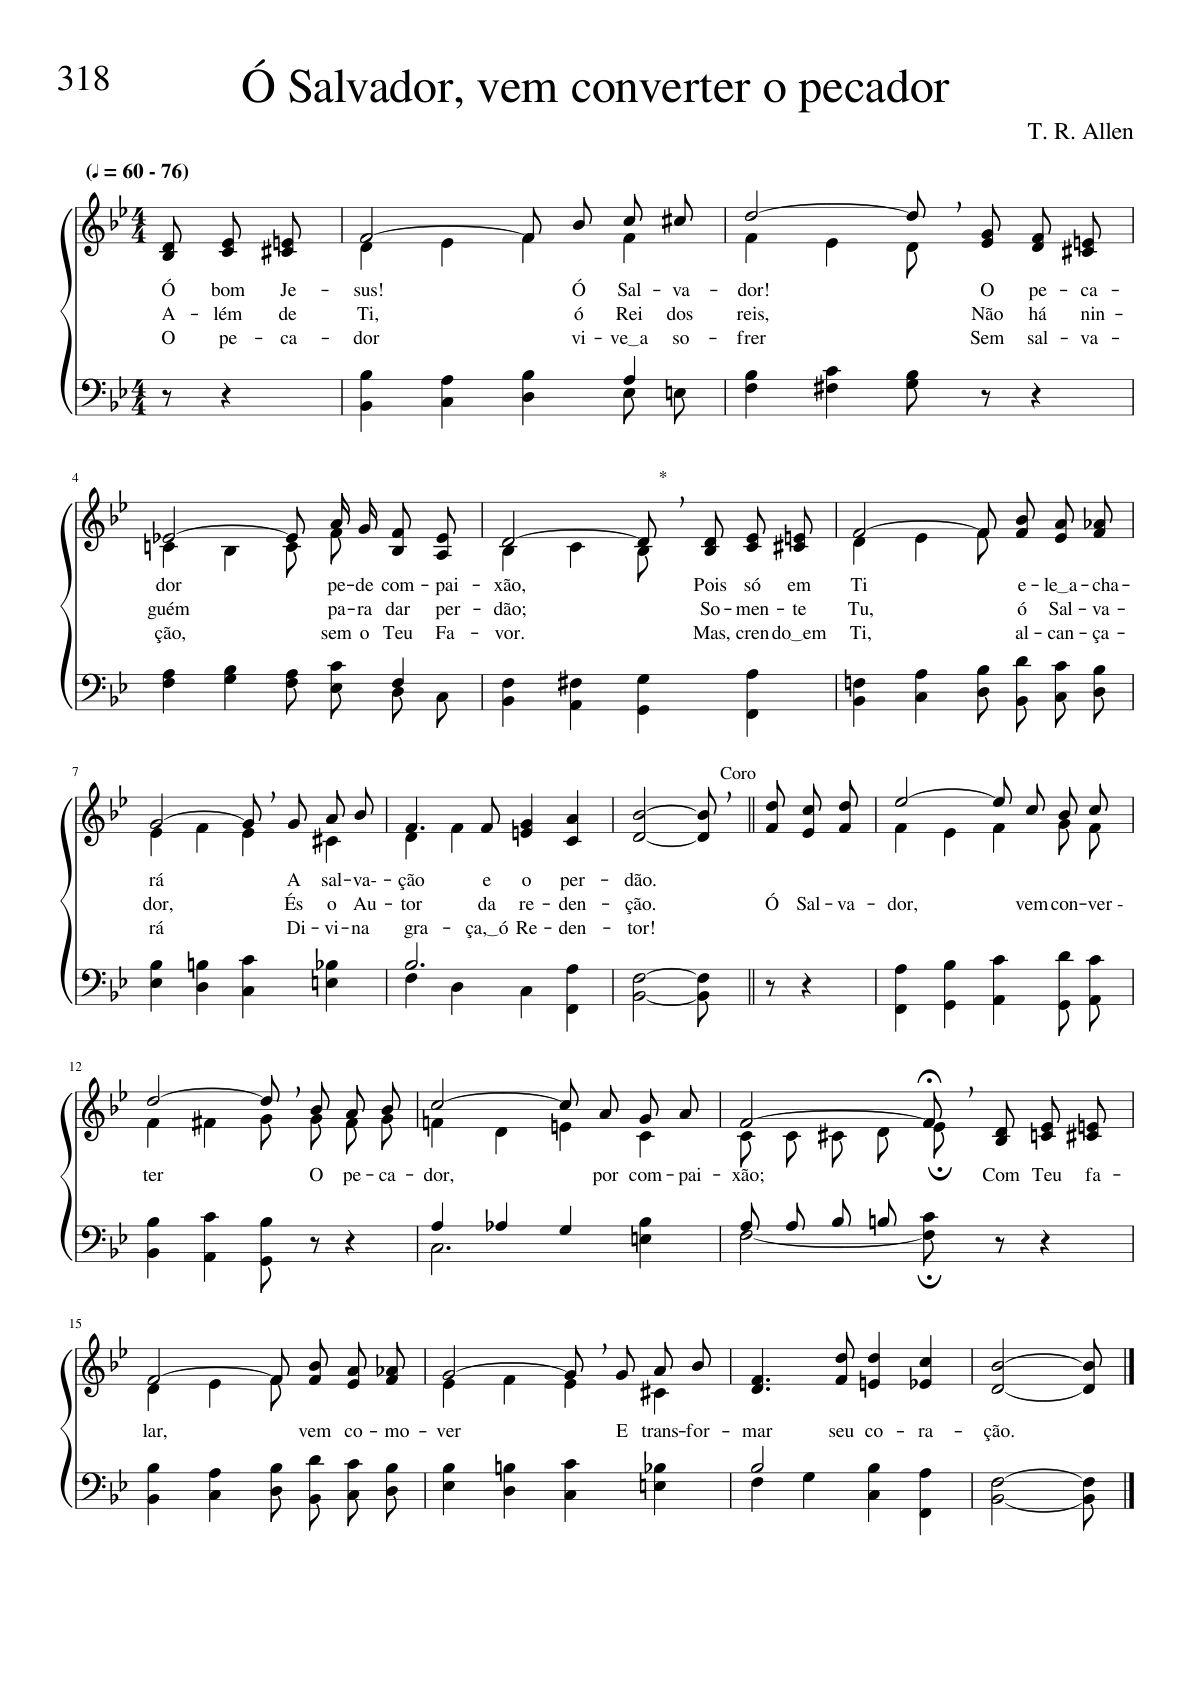 318
Ó Salvador, vem converter o pecador
T. R. Allen
(♩ = 60 - 76)
Ó bom Je - sus! Ó Sal - va - dor! O pe - ca -
A - lém de Ti, ó Rei dos reis, Não há nin -
O pe - ca - dor vi - ve‿a so - frer Sem sal - va -
4
*
dor pe - de com - pai - xão, Pois só em Ti e - le‿a - cha -
guém pa - ra dar per - dão; So - men - te Tu, ó Sal - va -
ção, sem o Teu Fa - vor. Mas, cren do‿em Ti, al - can - ça -
7
Coro
rá A sal - va- - ção e o per - dão.
dor, És o Au - tor da re - den - ção. Ó Sal - va - dor, vem con - ver -
rá Di - vi - na gra - ça,‿ó Re - den - tor!
12
ter O pe - ca - dor, por com - pai - xão; Com Teu fa -
15
lar, vem co - mo - ver E trans - for - mar seu co - ra - ção.